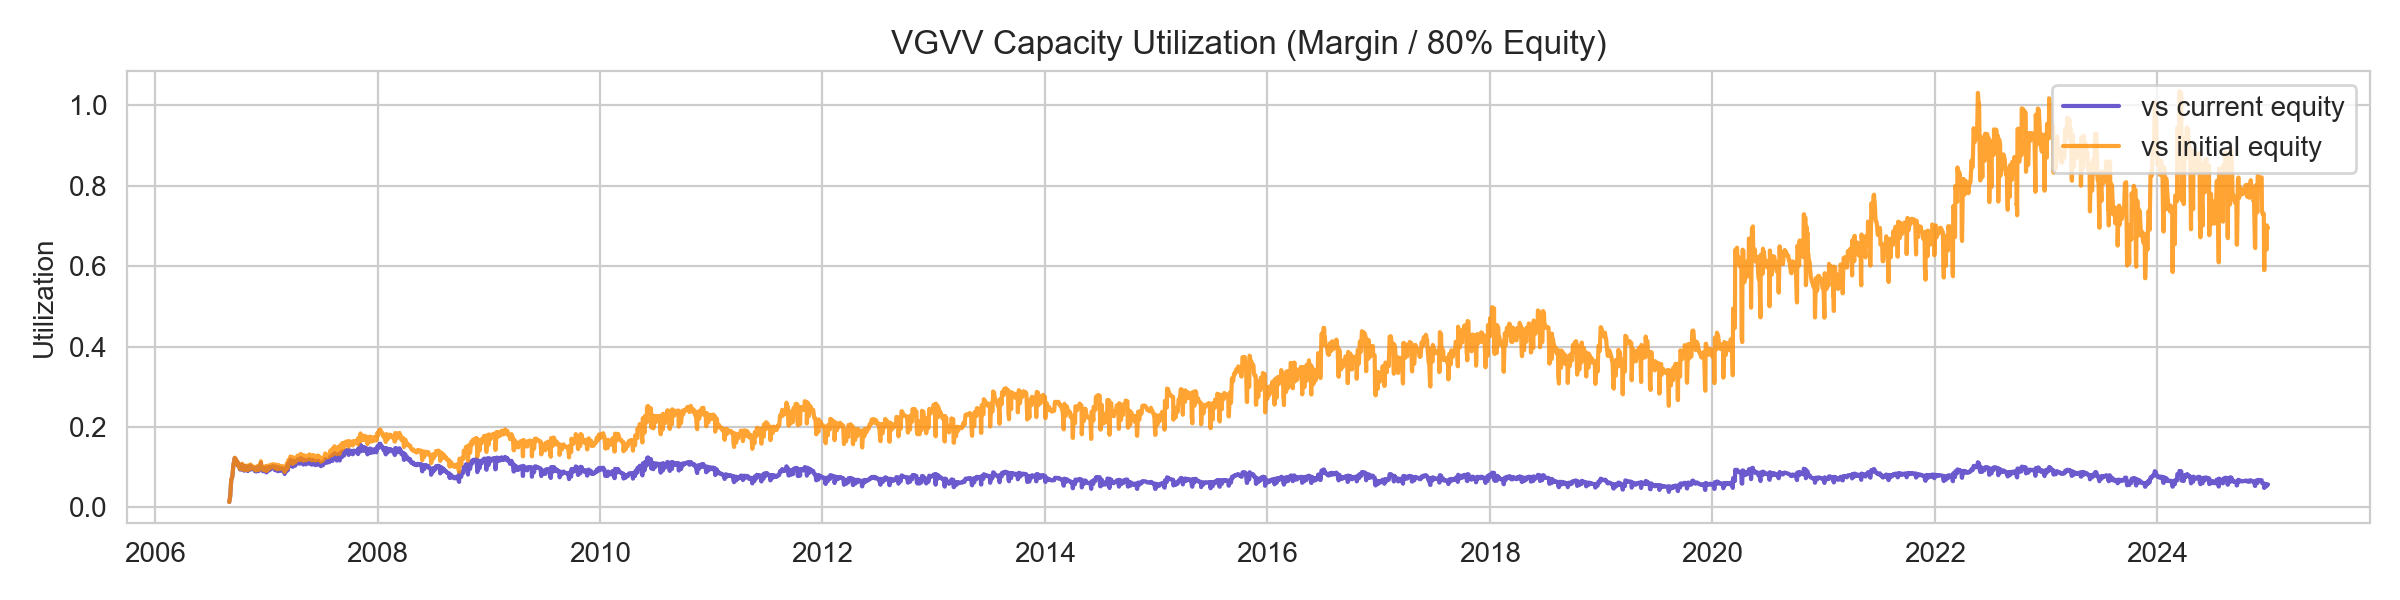 VGVV Capacity Utilization (Margin / 80% Equity)
Utilization
1.0
0.8
0.6
0.4
0.2
0.0
vs current equity
vs initial equity
2006 2008 2010 2012 2014 2016 2018 2020 2022 2024